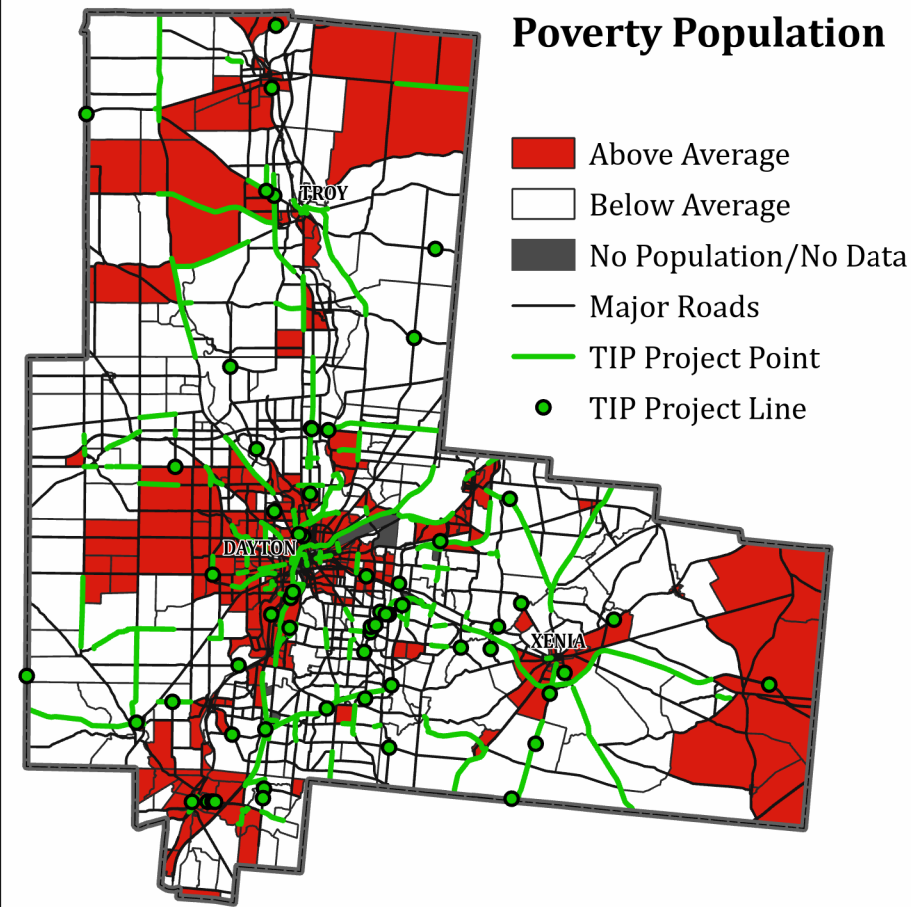 Poverty Population
Above Average
Below Average
No Population/No Data
Major Roads
TIP Project Point
TIP Project Line
TROY
DAYTON
XENIA